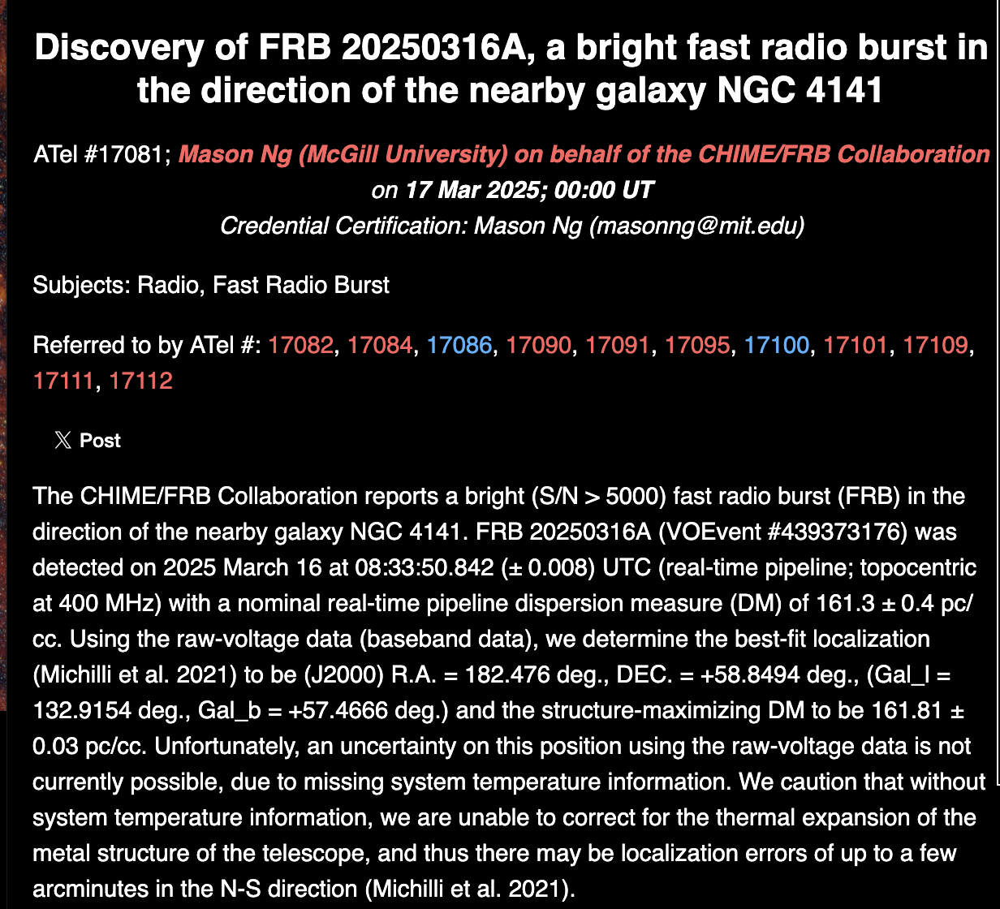 Discovery of FRB 20250316A, a bright fast radio burst in
the direction of the nearby galaxy NGC 4141
ATel #17081; Mason Ng (McGill University) on behalf of the CHIME/FRB Collaboration
on 17 Mar 2025; 00:00 UT
Credential Certification: Mason Ng (masonng@mit.edu)
Subjects: Radio, Fast Radio Burst
Referred to by ATel #: 17082, 17084, 17086, 17090, 17091, 17095, 17100, 17101, 17109,
17111, 17112
𝕏 Post
The CHIME/FRB Collaboration reports a bright (S/N > 5000) fast radio burst (FRB) in the
direction of the nearby galaxy NGC 4141. FRB 20250316A (VOEvent #439373176) was
detected on 2025 March 16 at 08:33:50.842 (± 0.008) UTC (real-time pipeline; topocentric
at 400 MHz) with a nominal real-time pipeline dispersion measure (DM) of 161.3 ± 0.4 pc/
cc. Using the raw-voltage data (baseband data), we determine the best-fit localization
(Michilli et al. 2021) to be (J2000) R.A. = 182.476 deg., DEC. = +58.8494 deg., (Gal_l =
132.9154 deg., Gal_b = +57.4666 deg.) and the structure-maximizing DM to be 161.81 ±
0.03 pc/cc. Unfortunately, an uncertainty on this position using the raw-voltage data is not
currently possible, due to missing system temperature information. We caution that without
system temperature information, we are unable to correct for the thermal expansion of the
metal structure of the telescope, and thus there may be localization errors of up to a few
arcminutes in the N-S direction (Michilli et al. 2021).